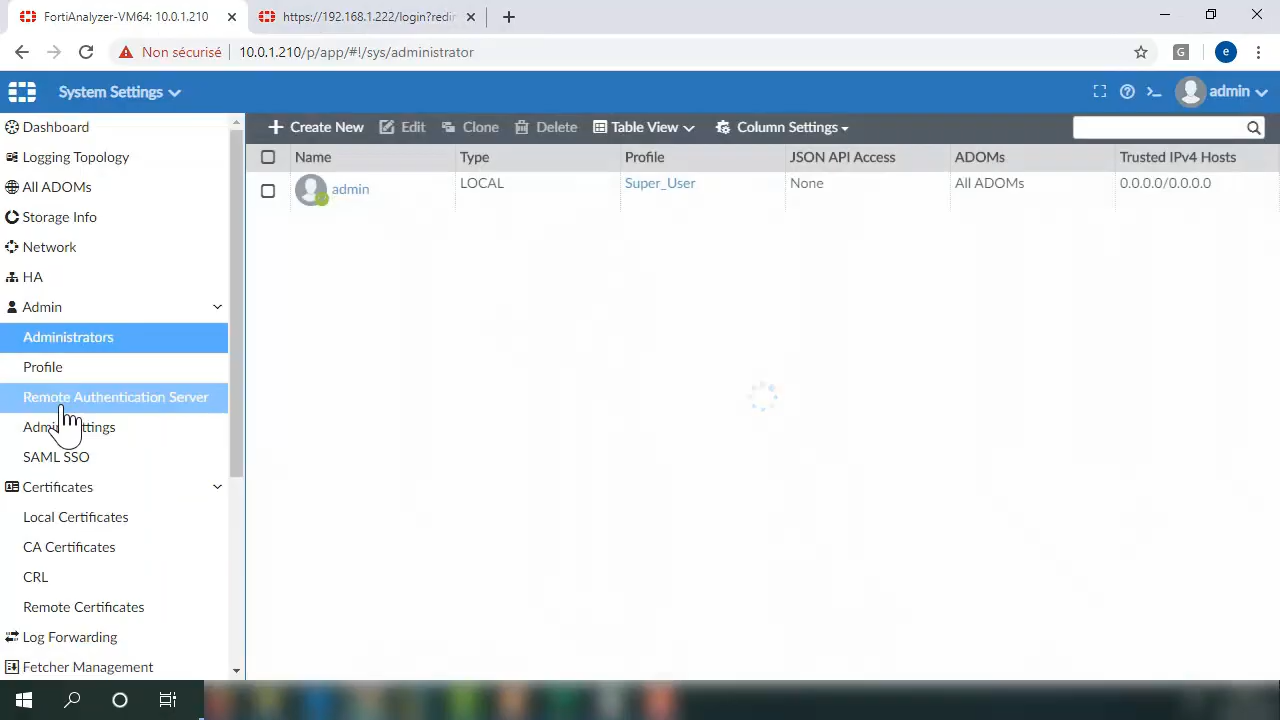 FortiAnalyzer-VM64: 10.0.1.210
https://192.168.1.222/login?redir
Non sécurisé
10.0.1.210/p/app/#!/sys/administrator
G
e
System Settings
admin
Dashboard
Logging Topology
All ADOMs
Storage Info
Network
HA
Admin
Administrators
Profile
Remote Authentication Server
Admin Settings
SAML SSO
Certificates
Local Certificates
CA Certificates
CRL
Remote Certificates
Log Forwarding
Fetcher Management
Create New
Edit
Clone
Delete
Table View
Column Settings
Name
Type
Profile
JSON API Access
ADOMs
Trusted IPv4 Hosts
admin
LOCAL
Super_User
None
All ADOMs
0.0.0.0/0.0.0.0